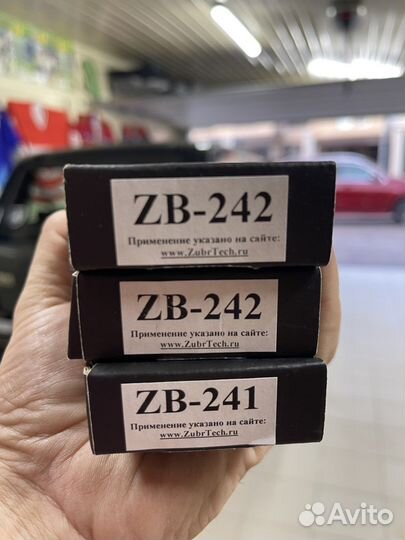 ZB-242
Применение указано на сайте:
www.ZubrTech.ru
ZB-242
Применение указано на сайте:
www.ZubrTech.ru
ZB-241
Применение указано на сайте:
www.ZubrTech.ru
Avito